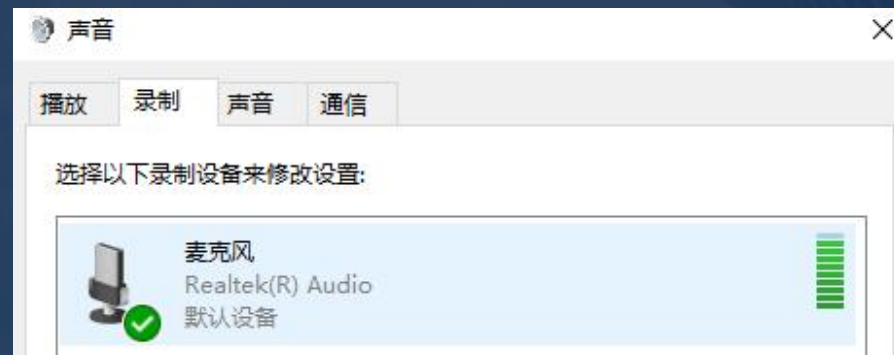 声音
播放 录制 声音 通信
选择以下录制设备来修改设置:
麦克风
Realtek(R) Audio
默认设备